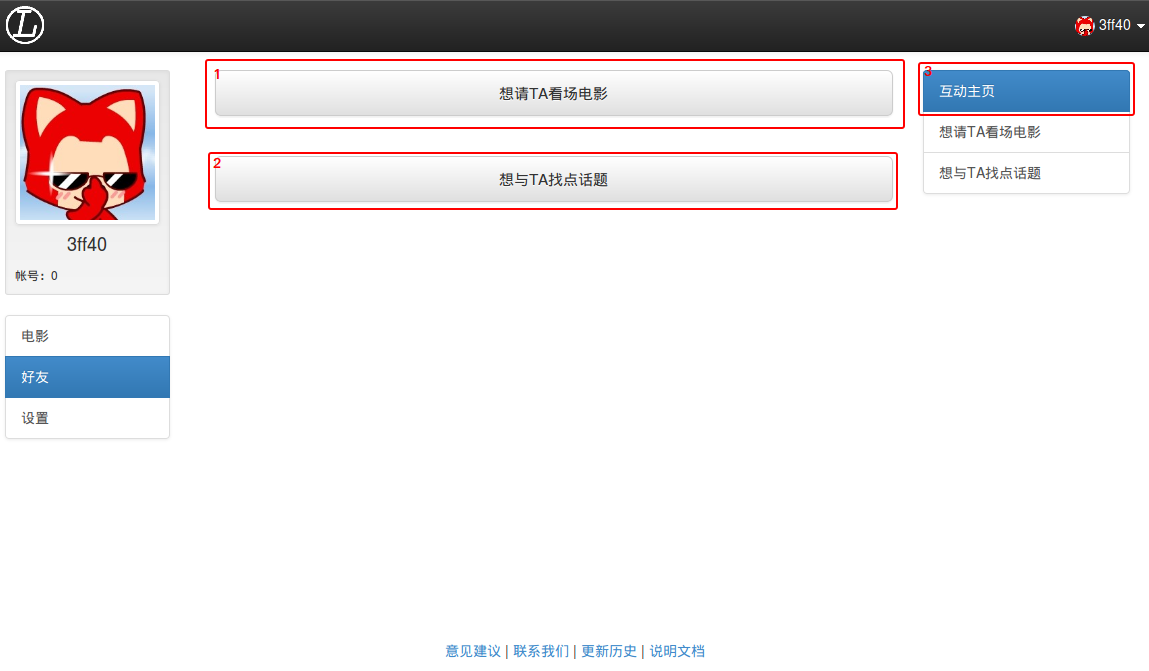 L
3ff40
3ff40
帐号：0
电影
好友
设置
1
想请TA看场电影
2
想与TA找点话题
3
互动主页
想请TA看场电影
想与TA找点话题
意见建议 | 联系我们 | 更新历史 | 说明文档